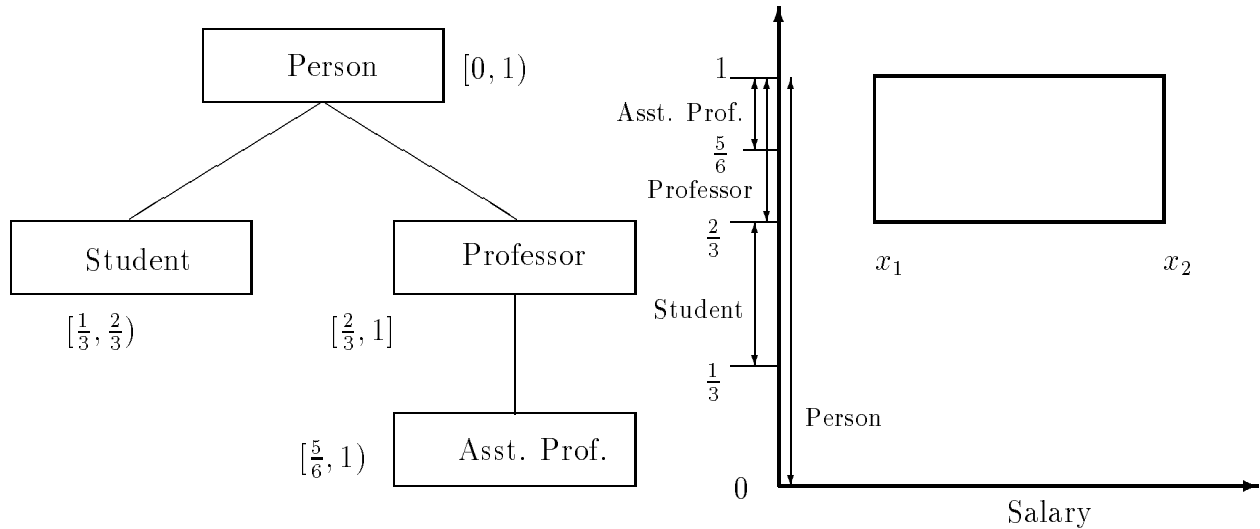 Person
[0, 1)
Student
Professor
[1/3, 2/3)
[2/3, 1]
Asst. Prof.
[5/6, 1)
1
Asst. Prof.
5/6
Professor
2/3
Student
1/3
Person
0
x₁
x₂
Salary